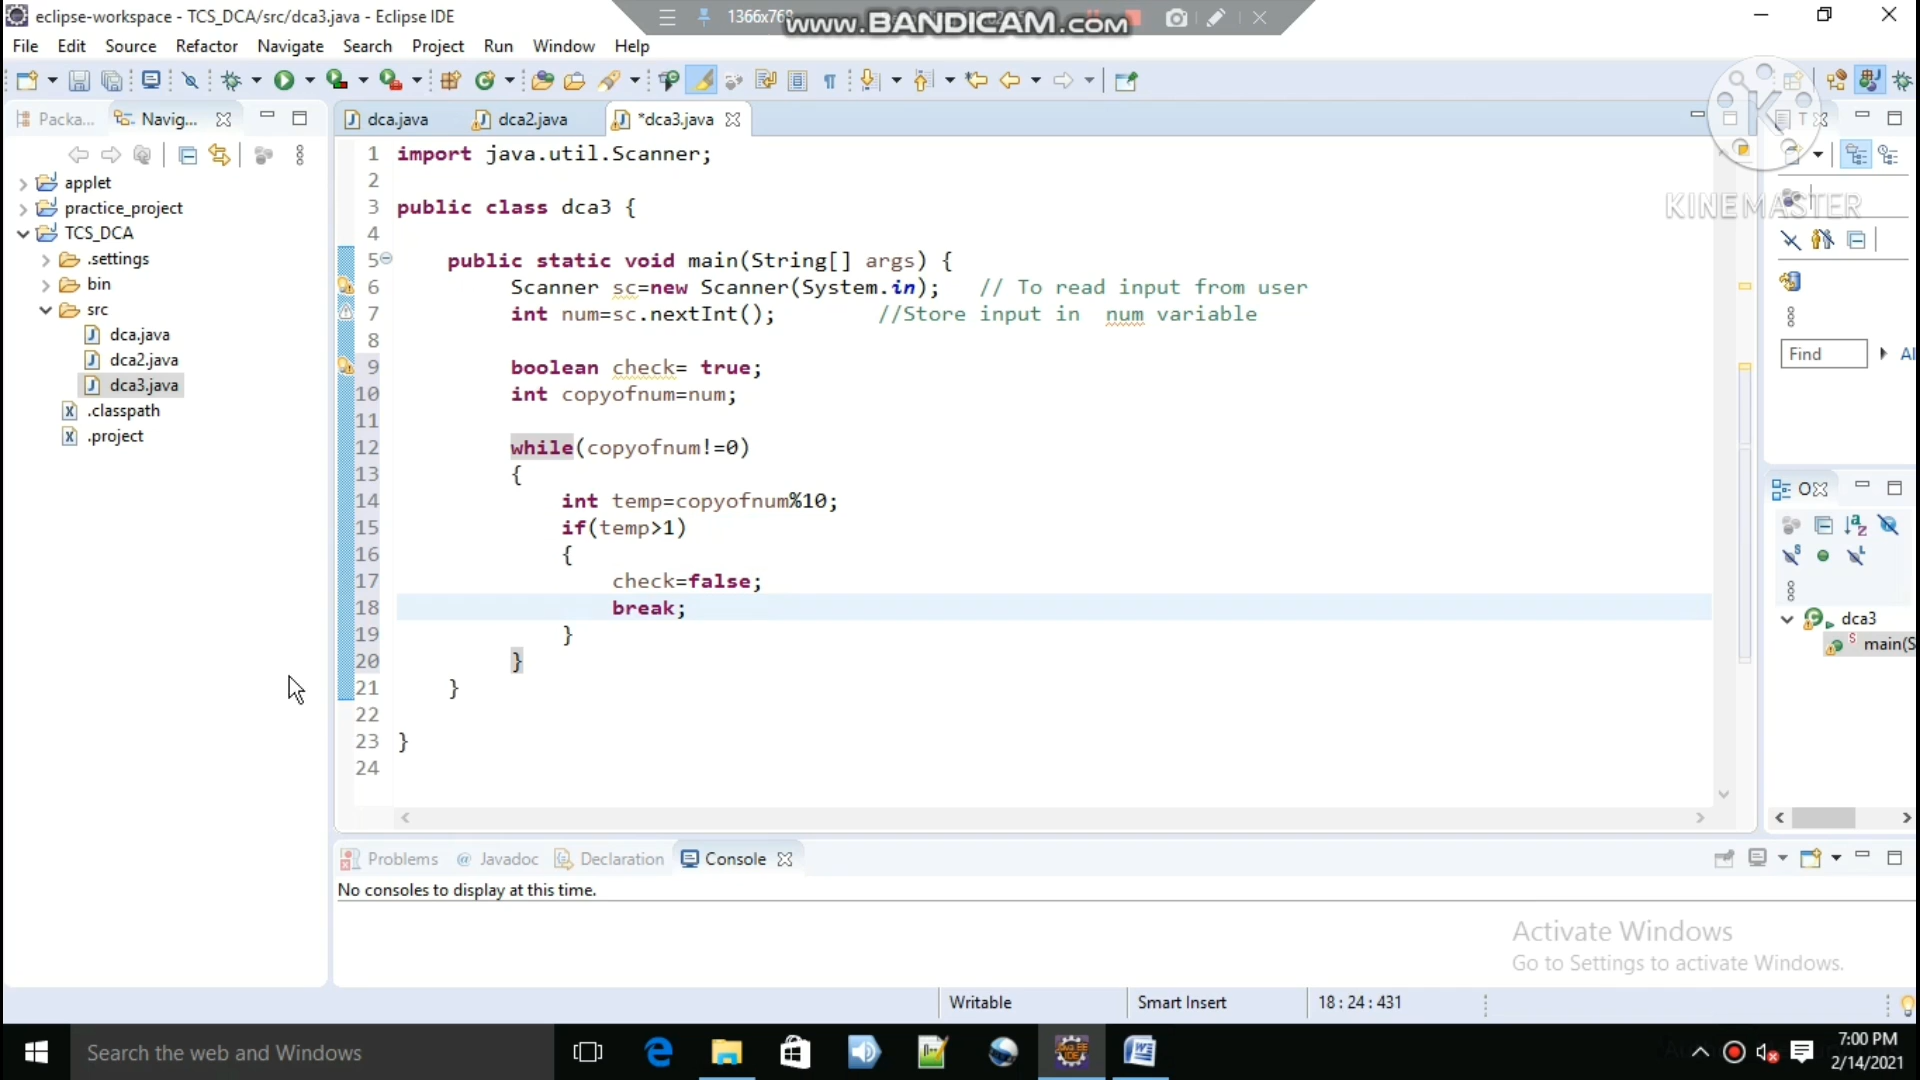 eclipse-workspace - TCS_DCA/src/dca3.java - Eclipse IDE
1366x768
www.BANDICAM.com
File Edit Source Refactor Navigate Search Project Run Window Help
Packa... Navig...
dca.java dca2.java *dca3.java
applet
practice_project
TCS_DCA
.settings
bin
src
dca.java
dca2.java
dca3.java
.classpath
.project
1 import java.util.Scanner;
2
3 public class dca3 {
4
5 public static void main(String[] args) {
6 Scanner sc=new Scanner(System.in); // To read input from user
7 int num=sc.nextInt(); //Store input in num variable
8
9 boolean check= true;
10 int copyofnum=num;
11
12 while(copyofnum!=0)
13 {
14 int temp=copyofnum%10;
15 if(temp>1)
16 {
17 check=false;
18 break;
19 }
20 }
21 }
22
23 }
24
K
T
KINEMASTER
Find
Al
O
dca3
main(S
Problems Javadoc Declaration Console
No consoles to display at this time.
Activate Windows
Go to Settings to activate Windows.
Writable Smart Insert 18 : 24 : 431
Search the web and Windows
7:00 PM
2/14/2021